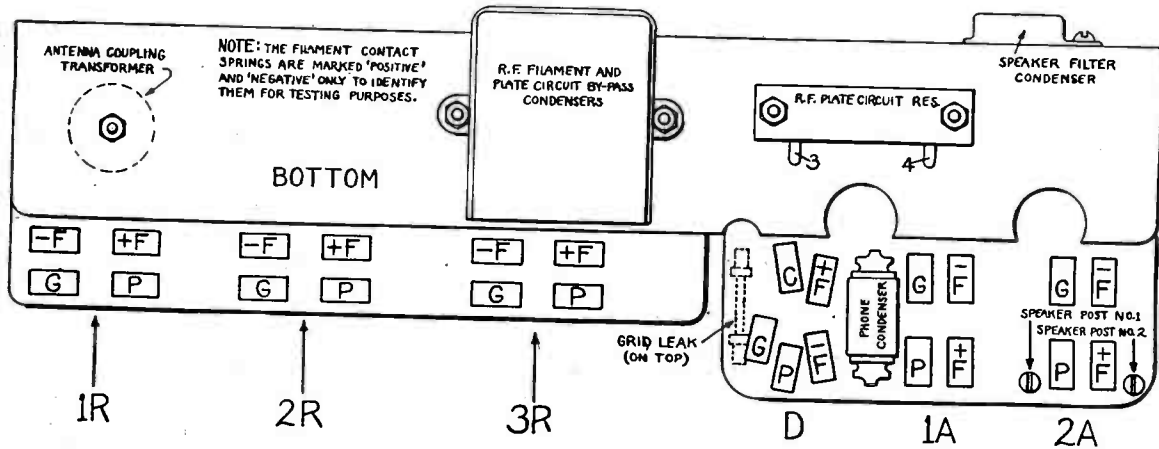 ANTENNA COUPLING
TRANSFORMER
NOTE: THE FILAMENT CONTACT
SPRINGS ARE MARKED 'POSITIVE'
AND 'NEGATIVE' ONLY TO IDENTIFY
THEM FOR TESTING PURPOSES.
R.F. FILAMENT AND
PLATE CIRCUIT BY-PASS
CONDENSERS
SPEAKER FILTER
CONDENSER
R.F. PLATE CIRCUIT RES.
3 4
BOTTOM
-F +F -F +F -F +F
G P G P G P
C +F
G -F
G -F
PHONE
CONDENSER
GRID LEAK
(ON TOP)
G
P -F
P +F
SPEAKER POST NO.1
SPEAKER POST NO.2
P +F
1R 2R 3R D 1A 2A